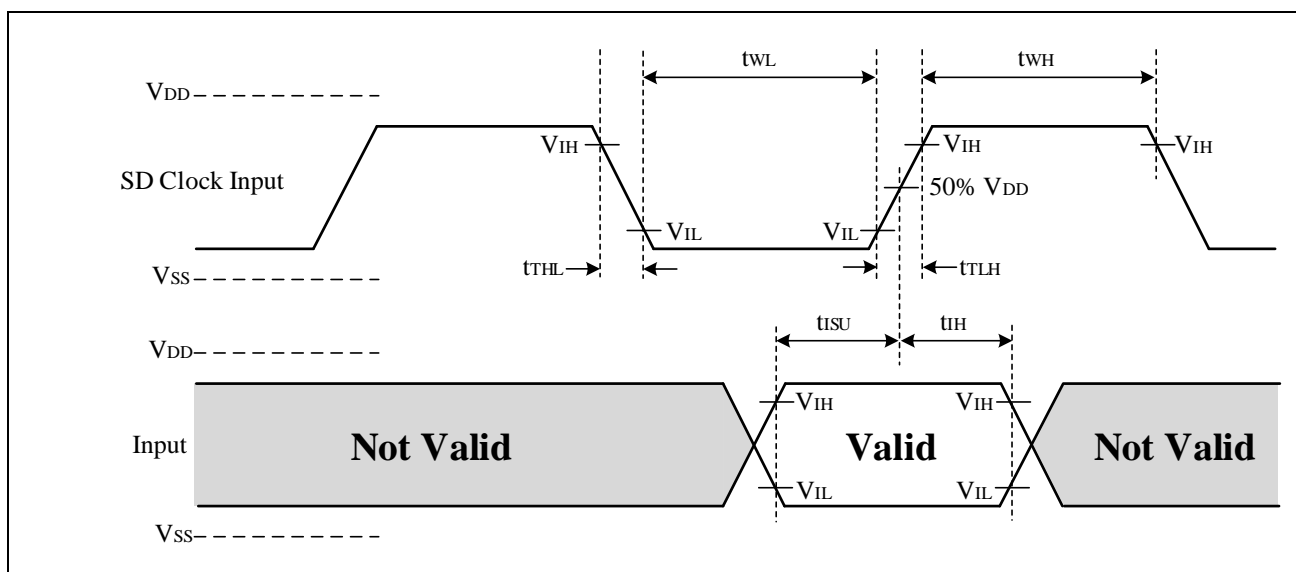 tWL tWH
VDD
VIH VIH VIH
SD Clock Input 50% VDD
VIL VIL
VSS tTHL tTLH
tISU tIH
VDD
VIH VIH
Input Not Valid Valid Not Valid
VIL VIL
VSS